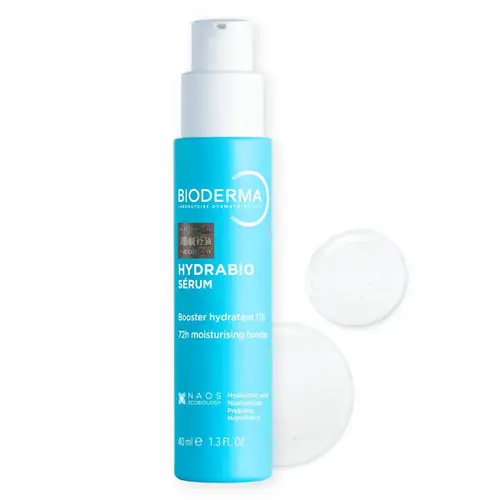 BIODERMA
LABORATOIRE DERMATOLOGIQUE
HYDRABIO
SÉRUM
Booster hydratant 72h
72h moisturising booster
NAOS
ECOBIOLOGY
Hyaluronic acid
Niacinamide
40 ml e 1.3 FL. OZ.